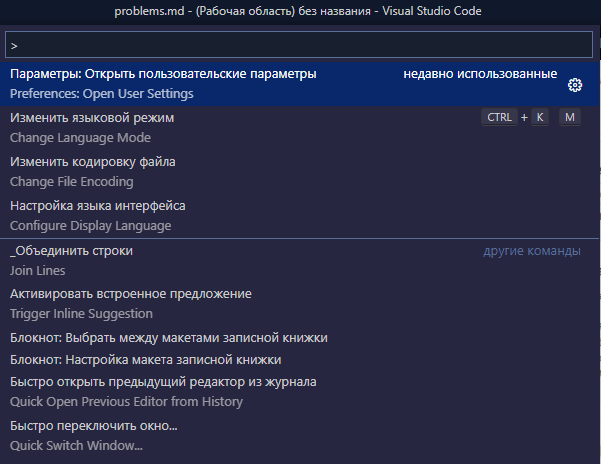 problems.md - (Рабочая область) без названия - Visual Studio Code
>
Параметры: Открыть пользовательские параметры недавно использованные
Preferences: Open User Settings
Изменить языковой режим CTRL + K M
Change Language Mode
Изменить кодировку файла
Change File Encoding
Настройка языка интерфейса
Configure Display Language
_Объединить строки другие команды
Join Lines
Активировать встроенное предложение
Trigger Inline Suggestion
Блокнот: Выбрать между макетами записной книжки
Блокнот: Настройка макета записной книжки
Быстро открыть предыдущий редактор из журнала
Quick Open Previous Editor from History
Быстро переключить окно...
Quick Switch Window...